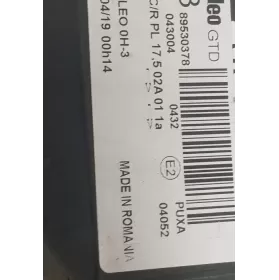 leo GTD
89530378
043004
C/R PL 17,5 02A 01 1a
LEO 0H-3
04/19 00h14
0432
E2
PUXA
04052
MADE IN ROMANIA